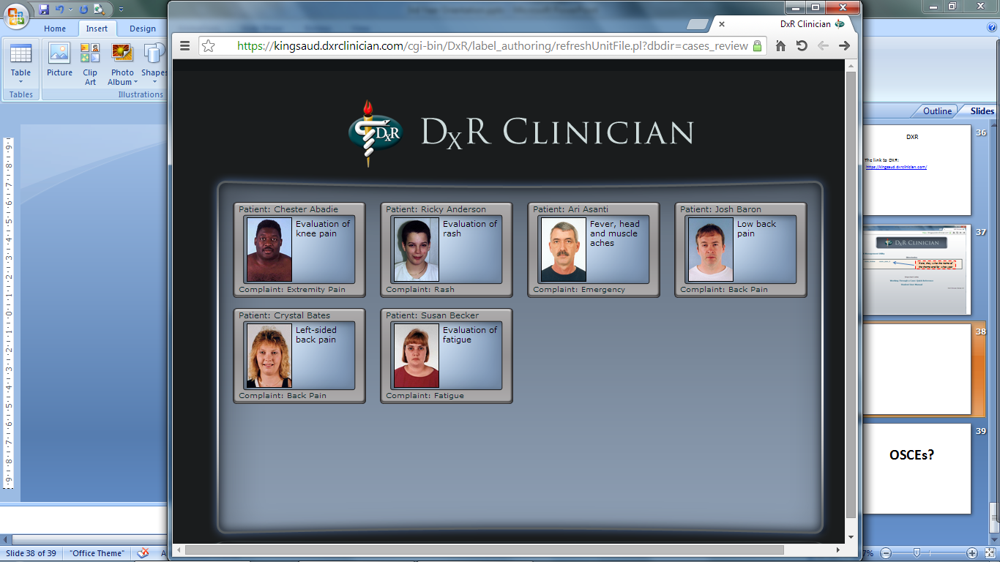 Home
Insert
Design
Table
Picture
Clip Art
Photo Album
Shapes
Tables
Illustrations
DxR Clinician
https://kingsaud.dxrclinician.com/cgi-bin/DxR/label_authoring/refreshUnitFile.pl?dbdir=cases_review
DxR
DXR CLINICIAN
Patient: Chester Abadie
Evaluation of
knee pain
Complaint: Extremity Pain
Patient: Ricky Anderson
Evaluation of
rash
Complaint: Rash
Patient: Ari Asanti
Fever, head
and muscle
aches
Complaint: Emergency
Patient: Josh Baron
Low back
pain
Complaint: Back Pain
Patient: Crystal Bates
Left-sided
back pain
Complaint: Back Pain
Patient: Susan Becker
Evaluation of
fatigue
Complaint: Fatigue
Outline
Slides
36
DXR
The link to DXR:
https://kingsaud.dxrclinician.com/
37
DXR CLINICIAN
38
39
OSCEs?
Slide 38 of 39
"Office Theme"
7%